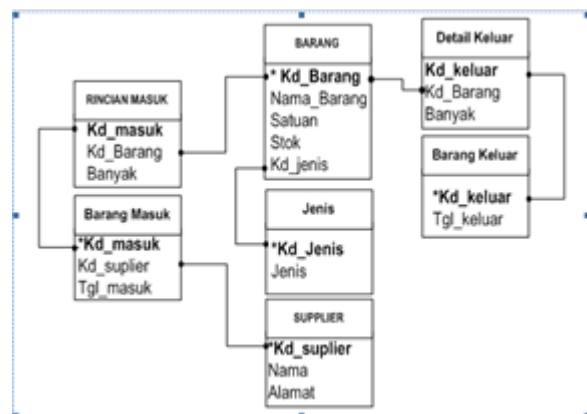 RINCIAN MASUK
Kd_masuk
Kd_Barang
Banyak
Barang Masuk
*Kd_masuk
Kd_suplier
Tgl_masuk
BARANG
* Kd_Barang
Nama_Barang
Satuan
Stok
Kd_jenis
Jenis
*Kd_Jenis
Jenis
SUPPLIER
*Kd_suplier
Nama
Alamat
Detail Keluar
Kd_keluar
Kd_Barang
Banyak
Barang Keluar
*Kd_keluar
Tgl_keluar